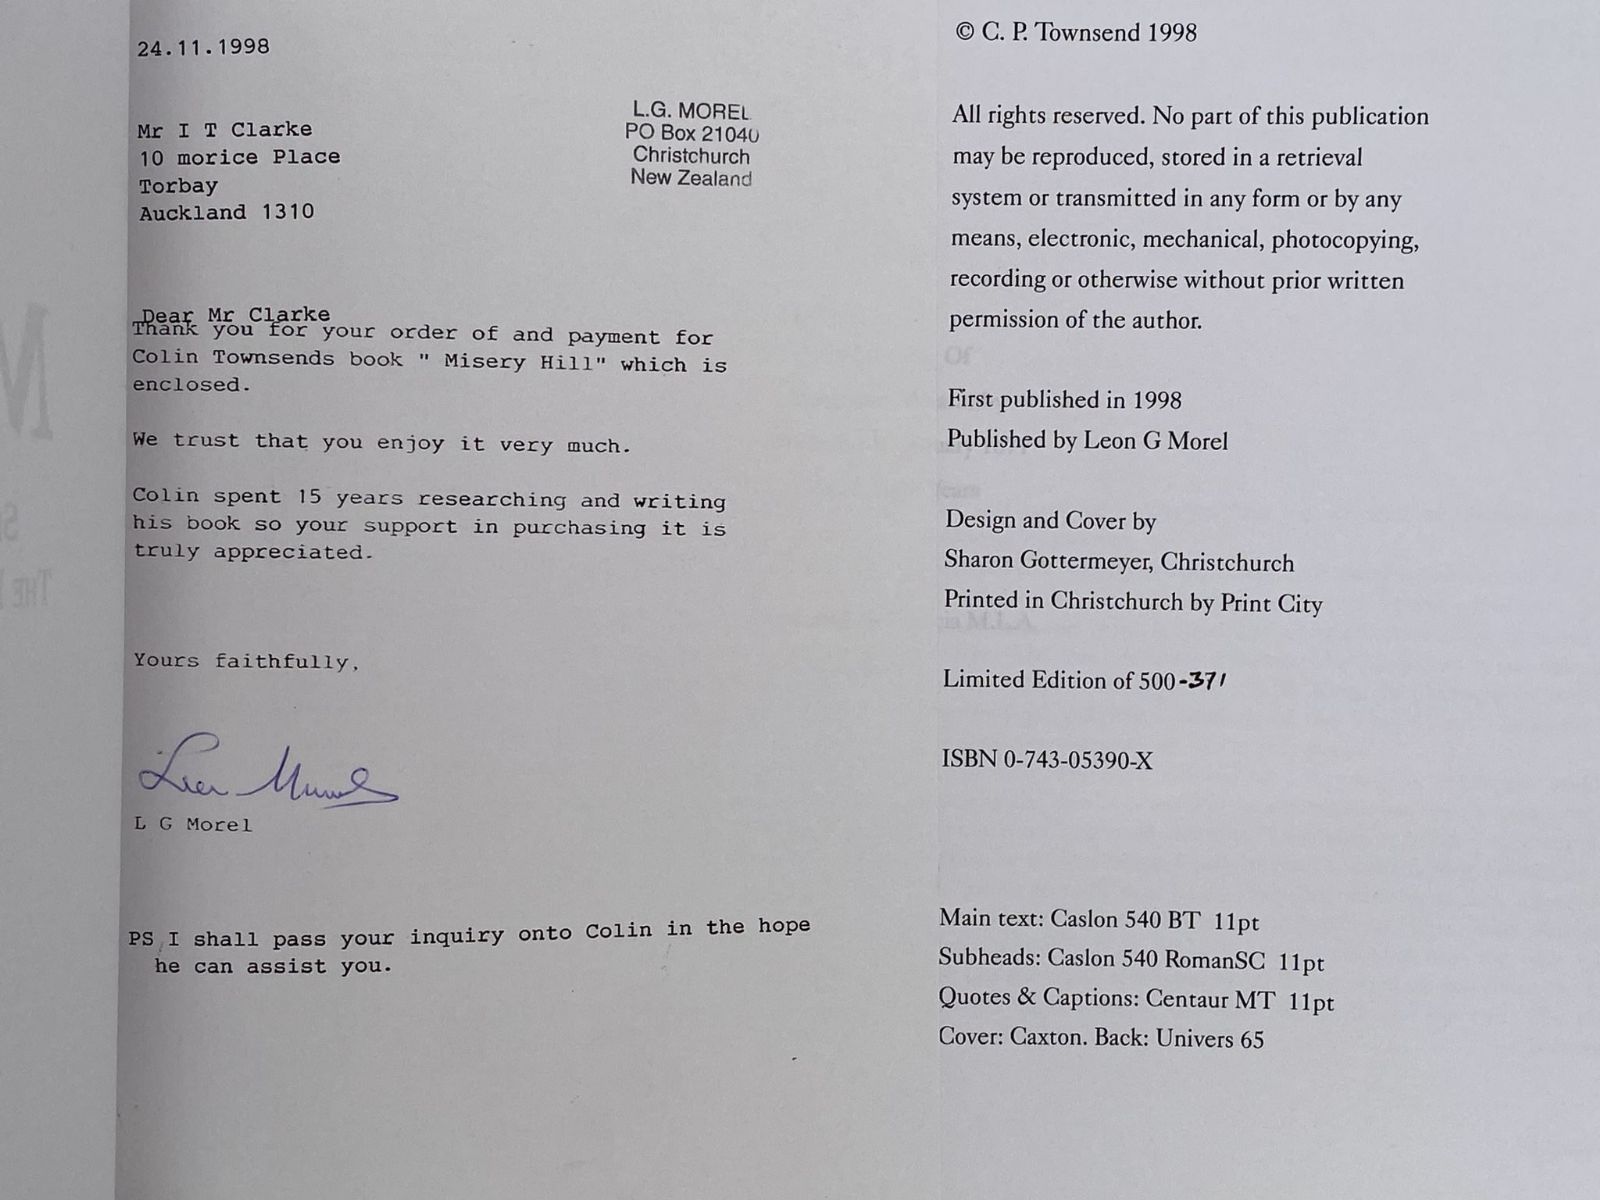 24.11.1998
L.G. MOREL
PO Box 21040
Christchurch
New Zealand
Mr I T Clarke
10 morice Place
Torbay
Auckland 1310
Dear Mr Clarke
Thank you for your order of and payment for
Colin Townsends book " Misery Hill" which is
enclosed.
We trust that you enjoy it very much.
Colin spent 15 years researching and writing
his book so your support in purchasing it is
truly appreciated.
Yours faithfully,
Leon Morel
L G Morel
PS I shall pass your inquiry onto Colin in the hope
he can assist you.
© C. P. Townsend 1998
All rights reserved. No part of this publication
may be reproduced, stored in a retrieval
system or transmitted in any form or by any
means, electronic, mechanical, photocopying,
recording or otherwise without prior written
permission of the author.
First published in 1998
Published by Leon G Morel
Design and Cover by
Sharon Gottermeyer, Christchurch
Printed in Christchurch by Print City
Limited Edition of 500-371
ISBN 0-743-05390-X
Main text: Caslon 540 BT 11pt
Subheads: Caslon 540 RomanSC 11pt
Quotes & Captions: Centaur MT 11pt
Cover: Caxton. Back: Univers 65